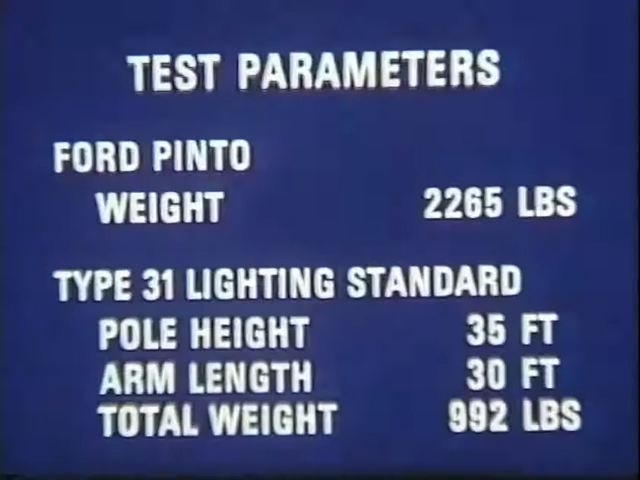 TEST PARAMETERS
FORD PINTO
WEIGHT 2265 LBS
TYPE 31 LIGHTING STANDARD
POLE HEIGHT 35 FT
ARM LENGTH 30 FT
TOTAL WEIGHT 992 LBS